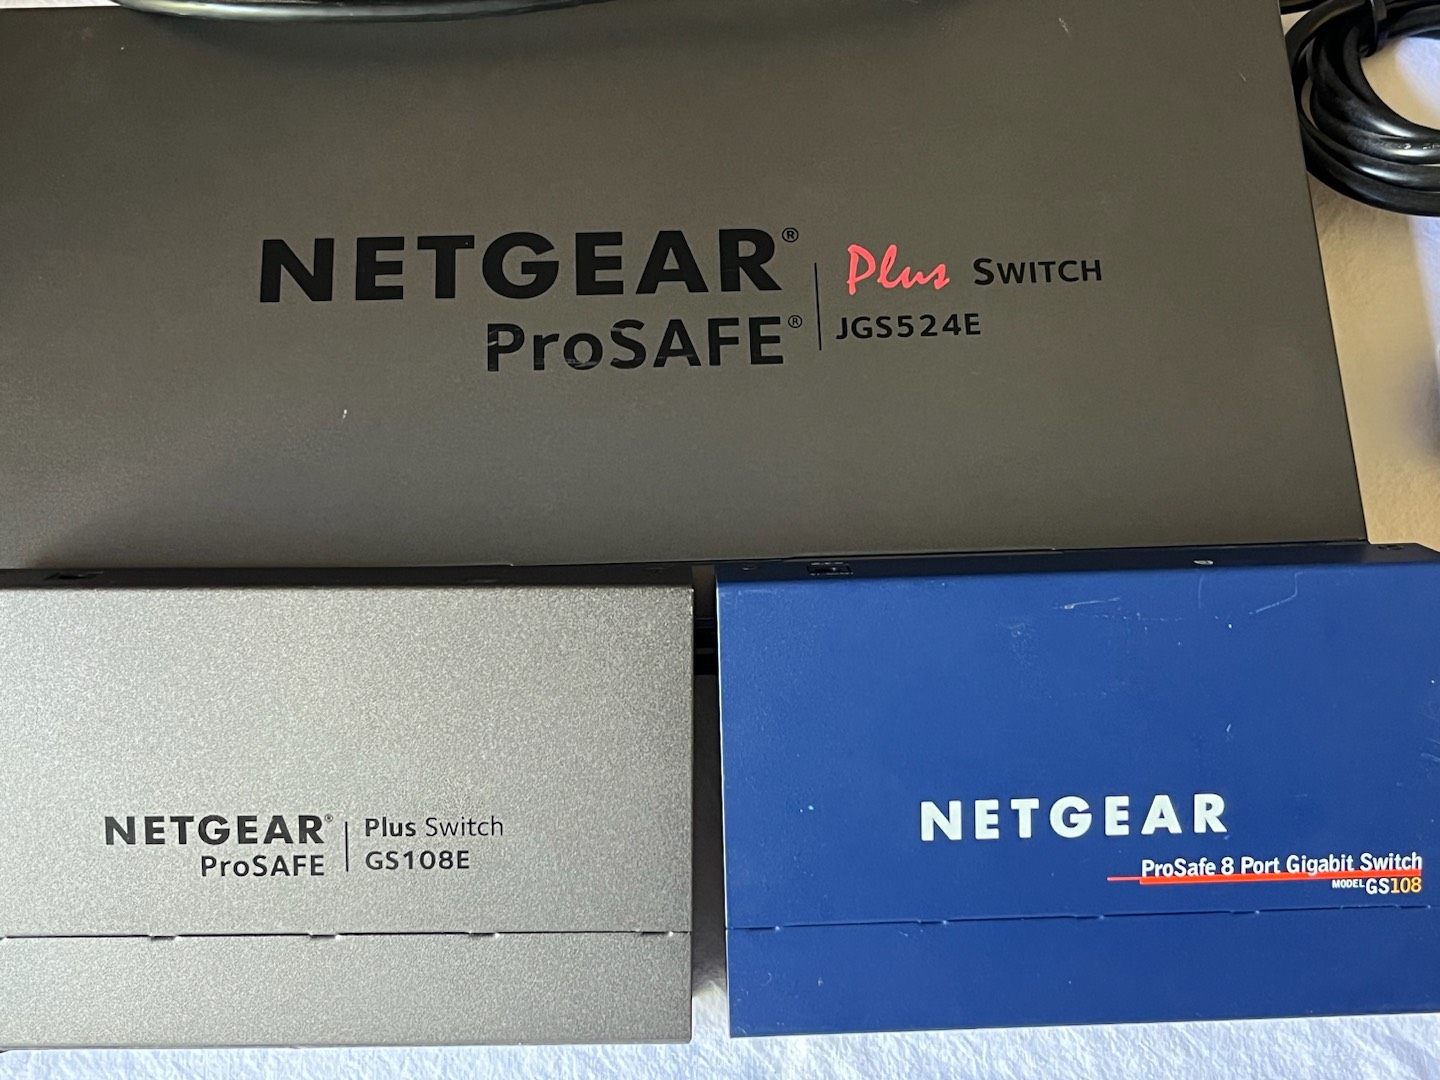 NETGEAR® Plus SWITCH
ProSAFE® JGS524E
NETGEAR® Plus Switch
ProSAFE GS108E
NETGEAR
ProSafe 8 Port Gigabit Switch
MODEL GS108